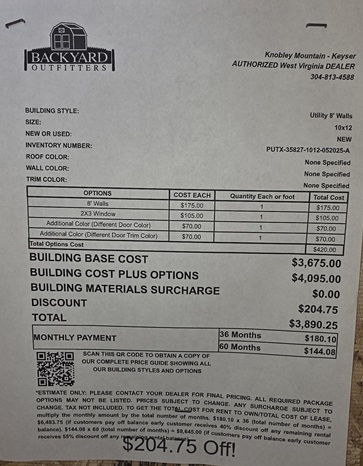 BACKYARD
OUTFITTERS
Knobley Mountain - Keyser
AUTHORIZED West Virginia DEALER
304-813-4588
BUILDING STYLE: Utility 8' Walls
SIZE: 10x12
NEW OR USED: NEW
INVENTORY NUMBER: PUTX-35827-1012-052025-A
ROOF COLOR: None Specified
WALL COLOR: None Specified
TRIM COLOR: None Specified
OPTIONS COST EACH Quantity Each or foot Total Cost
8' Walls $175.00 1 $175.00
2X3 Window $105.00 1 $105.00
Additional Color (Different Door Color) $70.00 1 $70.00
Additional Color (Different Door Trim Color) $70.00 1 $70.00
Total Options Cost $420.00
BUILDING BASE COST $3,675.00
BUILDING COST PLUS OPTIONS $4,095.00
BUILDING MATERIALS SURCHARGE $0.00
DISCOUNT $204.75
TOTAL $3,890.25
MONTHLY PAYMENT 36 Months $180.10
60 Months $144.08
SCAN THIS QR CODE TO OBTAIN A COPY OF
OUR COMPLETE PRICE GUIDE SHOWING ALL
OUR BUILDING STYLES AND OPTIONS
*ESTIMATE ONLY: PLEASE CONTACT YOUR DEALER FOR FINAL PRICING. ALL REQUIRED PACKAGE
OPTIONS MAY NOT BE LISTED. PRICES SUBJECT TO CHANGE. ANY SURCHARGE SUBJECT TO
CHANGE. TAX NOT INCLUDED. TO GET THE TOTAL COST FOR RENT TO OWN/TOTAL COST OF LEASE,
multiply the monthly amount by the total number of months. $180.10 x 36 (total number of months) =
$6,483.75 (if customers pay off balance early customer receives 40% discount off any remaining rental
balance). $144.08 x 60 (total number of months) = $8,645.00 (if customers pay off balance early customer
receives 55% discount off any remaining rental balance)
$204.75 Off!